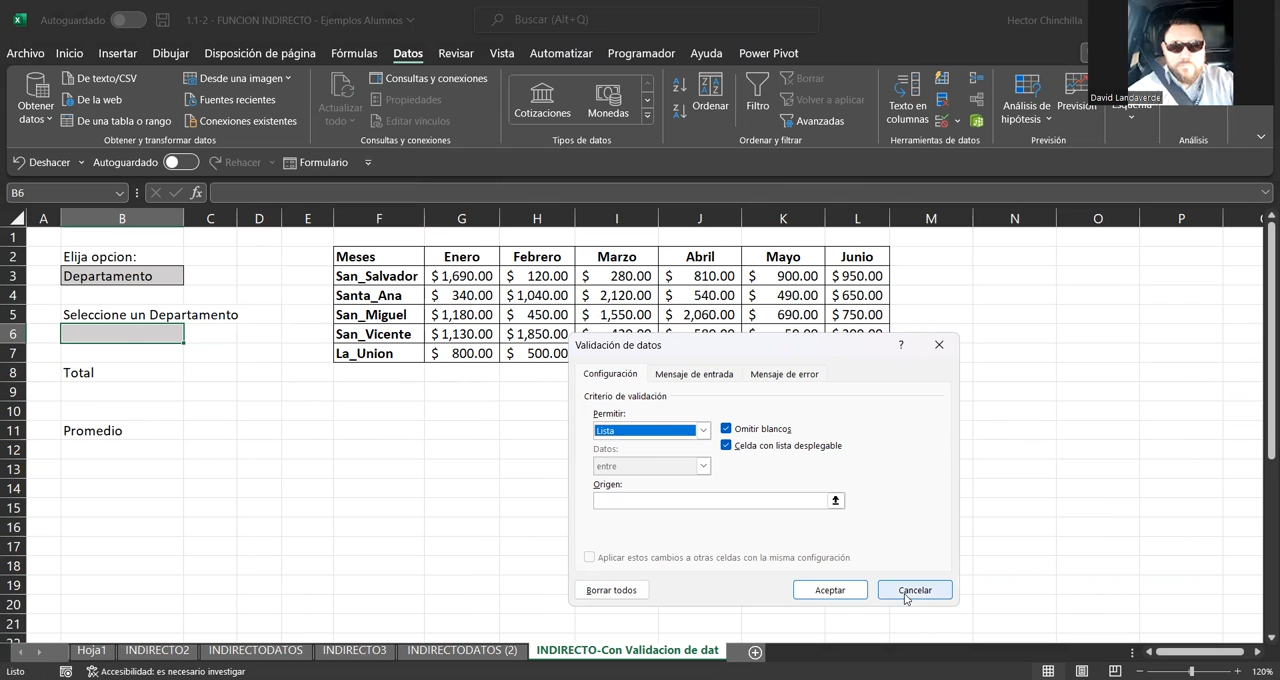 Autoguardado
1.1-2 - FUNCION INDIRECTO - Ejemplos Alumnos
Buscar (Alt+Q)
Hector Chinchilla
David Landaverde
Archivo Inicio Insertar Dibujar Disposición de página Fórmulas Datos Revisar Vista Automatizar Programador Ayuda Power Pivot
Obtener datos
De texto/CSV
De la web
De una tabla o rango
Desde una imagen
Fuentes recientes
Conexiones existentes
Obtener y transformar datos
Actualizar todo
Consultas y conexiones
Propiedades
Editar vínculos
Consultas y conexiones
Cotizaciones Monedas
Tipos de datos
Ordenar
Filtro
Borrar
Volver a aplicar
Avanzadas
Ordenar y filtrar
Texto en columnas
Herramientas de datos
Análisis de hipótesis
Previsión
Previsión
Análisis
Deshacer Autoguardado Rehacer Formulario
B6 fx
A B C D E F G H I J K L M N O P
1
2 Elija opcion: Meses Enero Febrero Marzo Abril Mayo Junio
3 Departamento San_Salvador $ 1,690.00 $ 120.00 $ 280.00 $ 810.00 $ 900.00 $ 950.00
4 Santa_Ana $ 340.00 $ 1,040.00 $ 2,120.00 $ 540.00 $ 490.00 $ 650.00
5 Seleccione un Departamento San_Miguel $ 1,180.00 $ 450.00 $ 1,550.00 $ 2,060.00 $ 690.00 $ 750.00
6 San_Vicente $ 1,130.00 $ 1,850.00
7 La_Union $ 800.00 $ 500.00
8 Total
9
10
11 Promedio
12
13
14
15
16
17
18
19
20
21
Validación de datos ?
Configuración Mensaje de entrada Mensaje de error
Criterio de validación
Permitir:
Lista
Omitir blancos
Datos:
Celda con lista desplegable
entre
Origen:
Aplicar estos cambios a otras celdas con la misma configuración
Borrar todos Aceptar Cancelar
Hoja1 INDIRECTO2 INDIRECTODATOS INDIRECTO3 INDIRECTODATOS (2) INDIRECTO-Con Validacion de dat
Listo Accesibilidad: es necesario investigar 120%